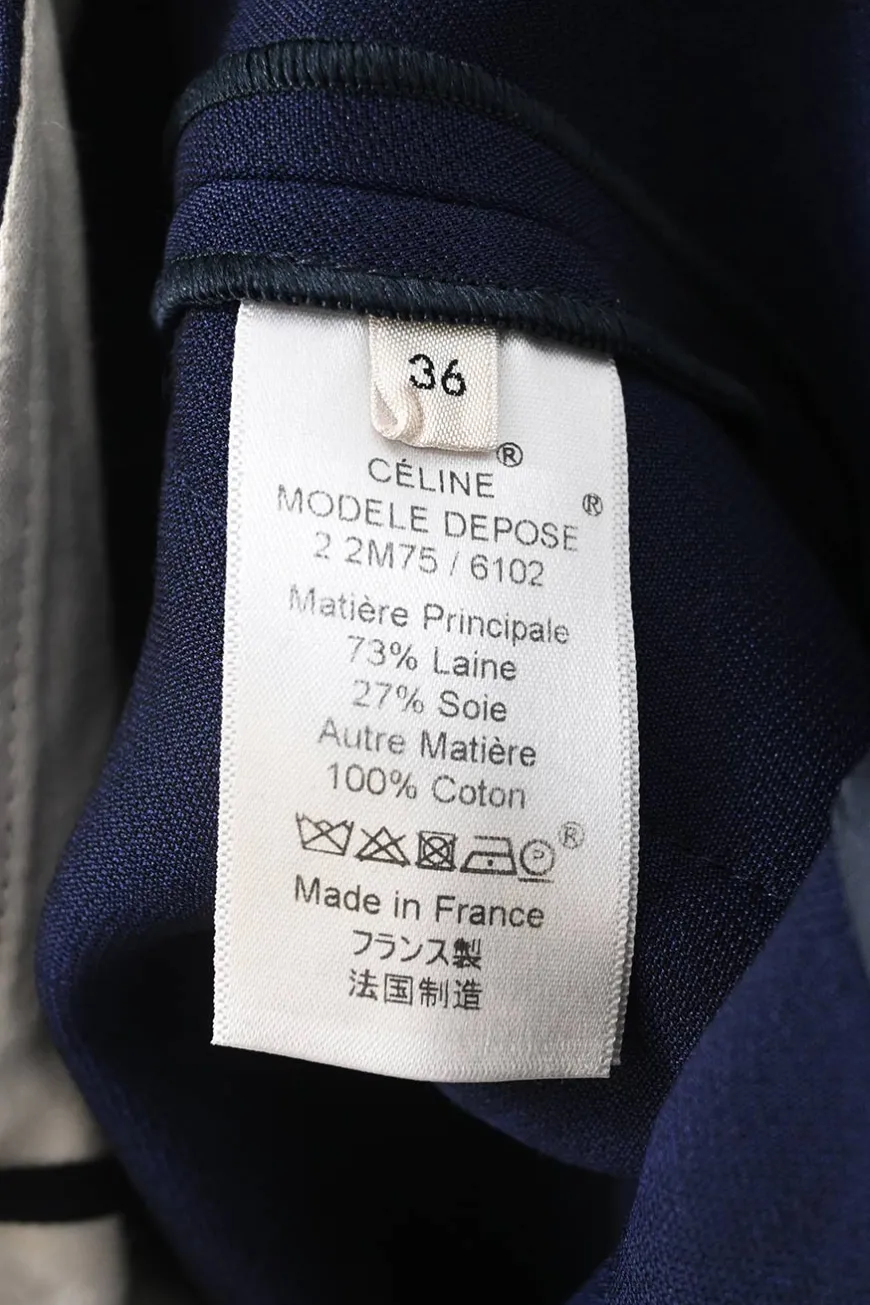 36
CÉLINE®
MODELE DEPOSE®
2 2M75 / 6102
Matière Principale
73% Laine
27% Soie
Autre Matière
100% Coton
P ®
Made in France
フランス製
法国制造